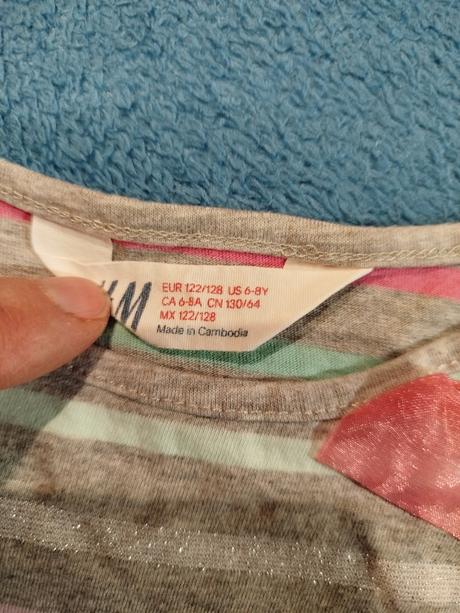 EUR 122/128 US 6-8Y
CA 6-8A CN 130/64
MX 122/128
Made in Cambodia